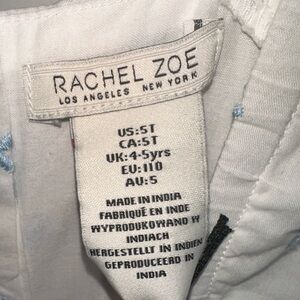 RACHEL ZOE
LOS ANGELES NEW YORK
US:5T
CA:5T
UK:4-5yrs
EU:110
AU:5
MADE IN INDIA
FABRIQUÉ EN INDE
WYPRODUKOWANO W
INDIACH
HERGESTELLT IN INDIEN
GEPRODUCEERD IN
INDIA